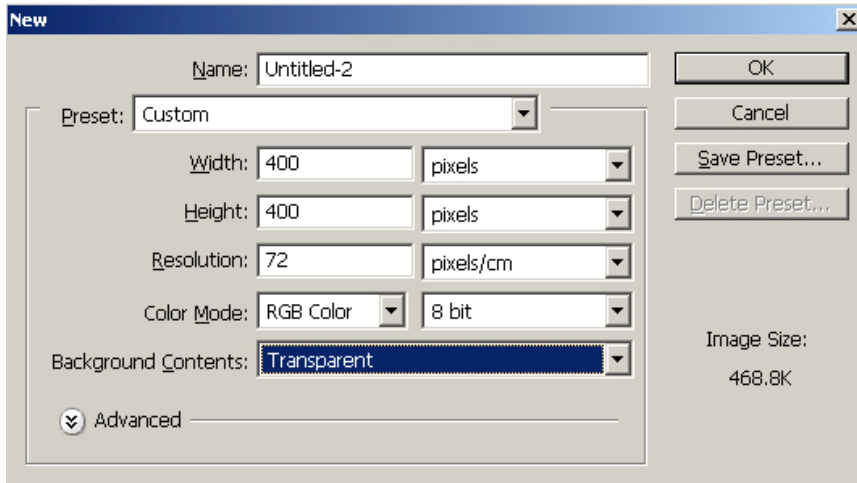 New
Name: Untitled-2
OK
Preset: Custom
Cancel
Width: 400 pixels
Save Preset...
Height: 400 pixels
Delete Preset...
Resolution: 72 pixels/cm
Color Mode: RGB Color 8 bit
Image Size:
Background Contents: Transparent
468.8K
Advanced